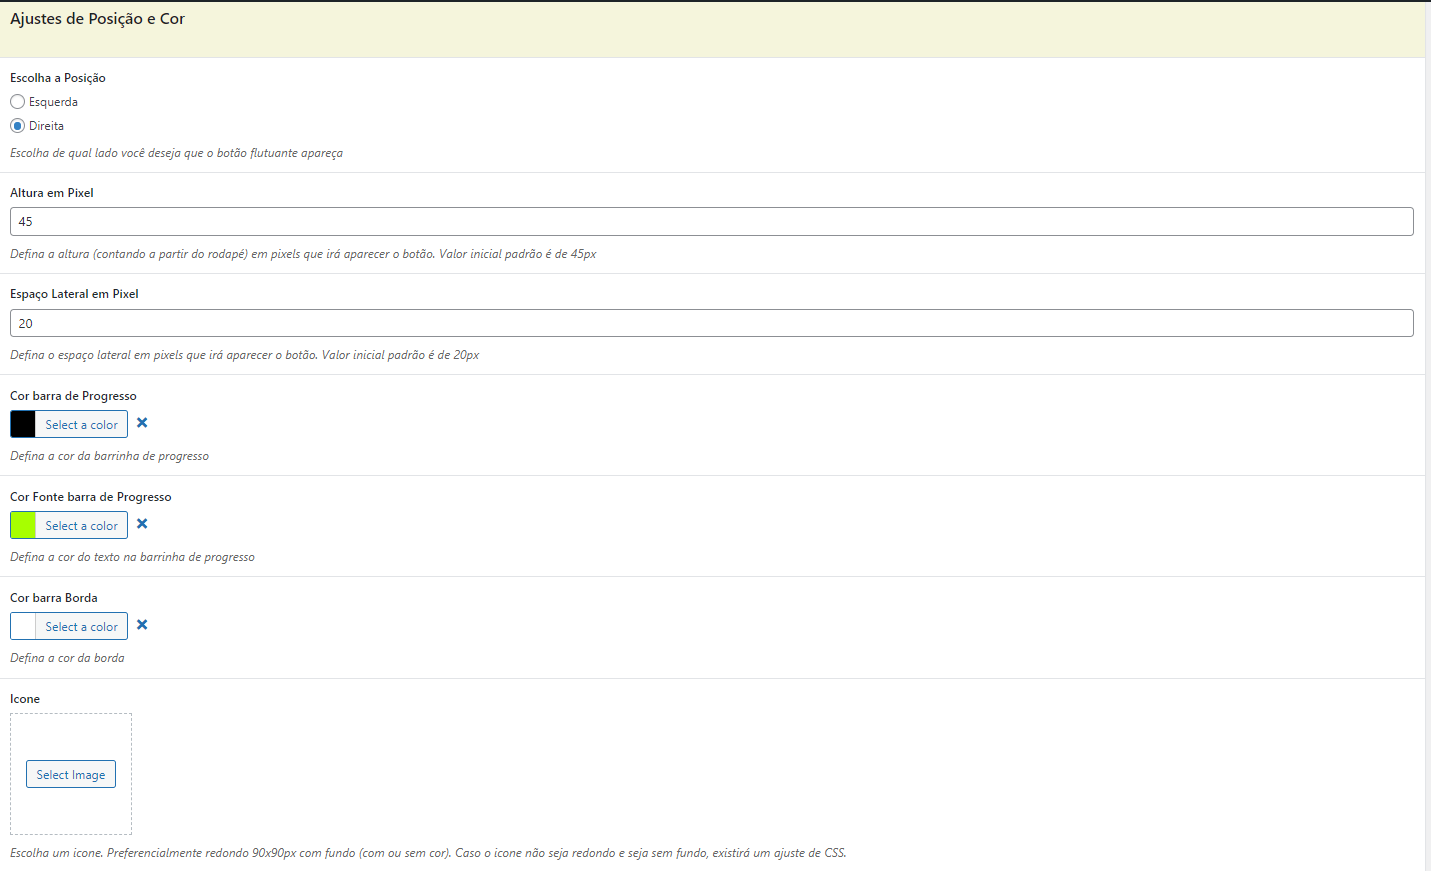 Ajustes de Posição e Cor
Escolha a Posição
Esquerda
Direita
Escolha de qual lado você deseja que o botão flutuante apareça
Altura em Pixel
45
Defina a altura (contando a partir do rodapé) em pixels que irá aparecer o botão. Valor inicial padrão é de 45px
Espaço Lateral em Pixel
20
Defina o espaço lateral em pixels que irá aparecer o botão. Valor inicial padrão é de 20px
Cor barra de Progresso
Select a color
Defina a cor da barrinha de progresso
Cor Fonte barra de Progresso
Select a color
Defina a cor do texto na barrinha de progresso
Cor barra Borda
Select a color
Defina a cor da borda
Icone
Select Image
Escolha um icone. Preferencialmente redondo 90x90px com fundo (com ou sem cor). Caso o icone não seja redondo e seja sem fundo, existirá um ajuste de CSS.